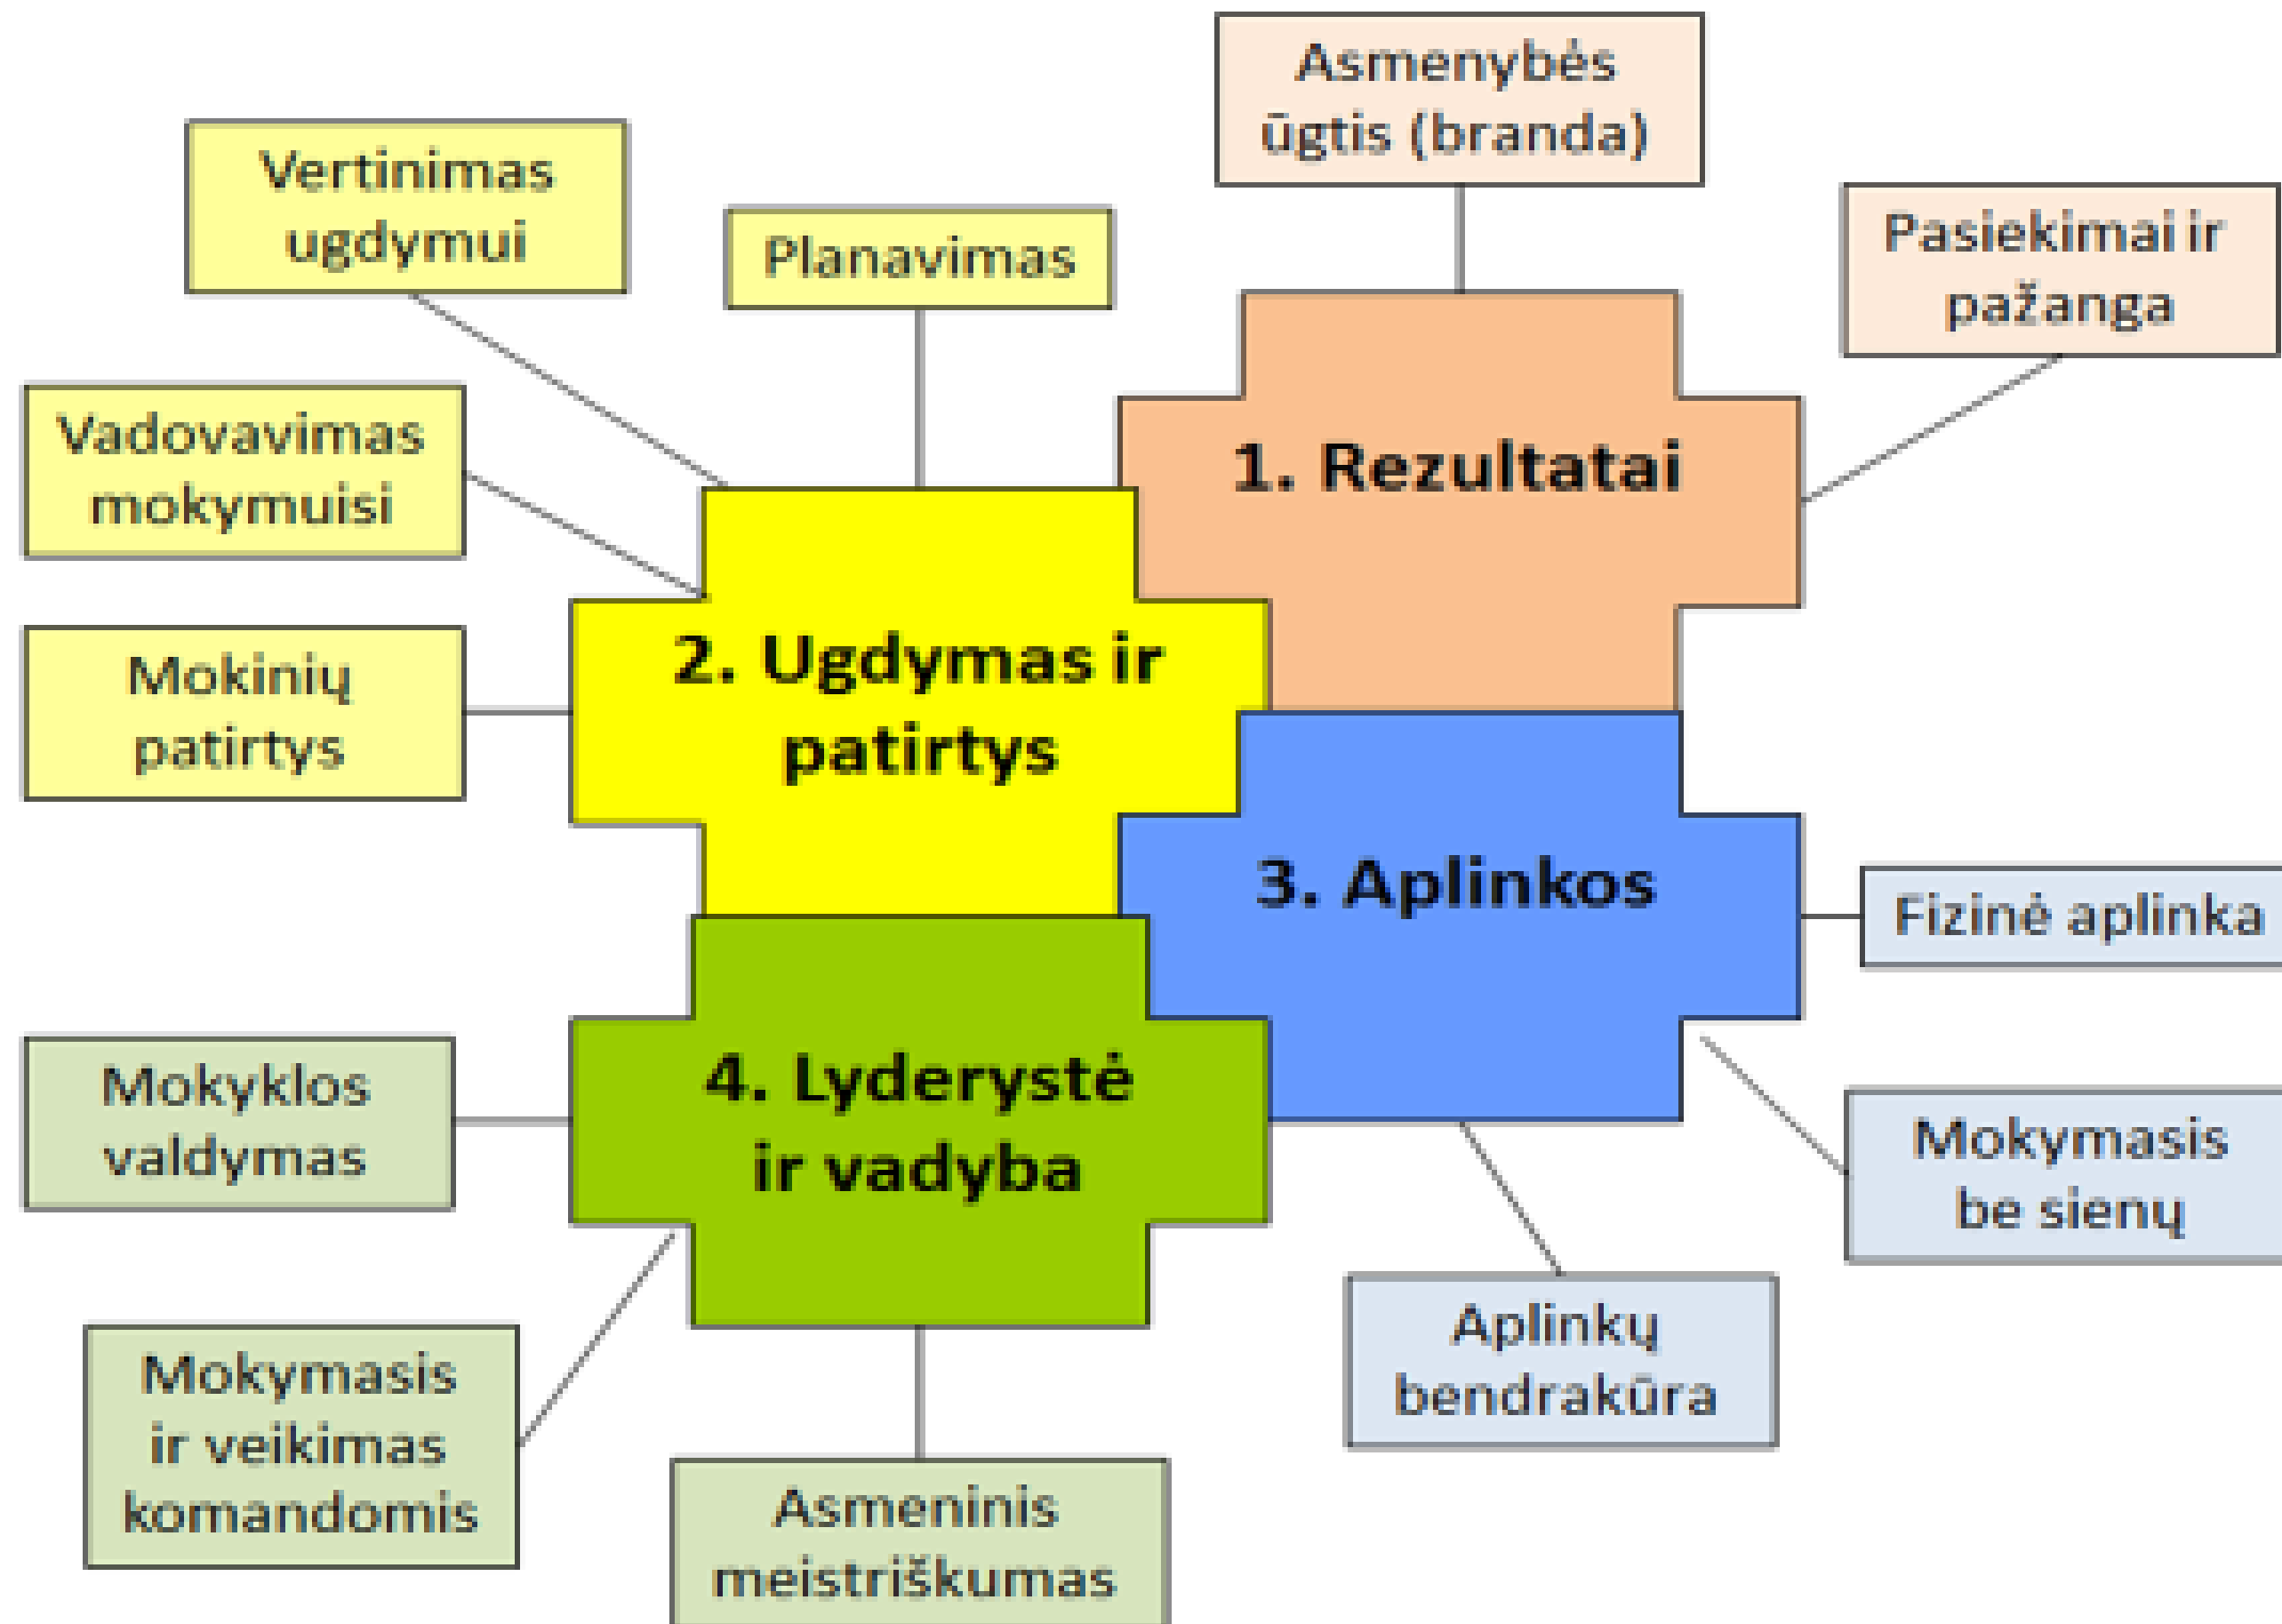 Asmenybės
ūgtis (branda)
Pasiekimai ir
pažanga
Vertinimas
ugdymui
Planavimas
Vadovavimas
mokymuisi
Mokinių
patirtys
1. Rezultatai
2. Ugdymas ir
patirtys
3. Aplinkos
Fizinė aplinka
Mokymasis
be sienų
Aplinkų
bendrakūra
4. Lyderystė
ir vadyba
Mokyklos
valdymas
Mokymasis
ir veikimas
komandomis
Asmeninis
meistriškumas